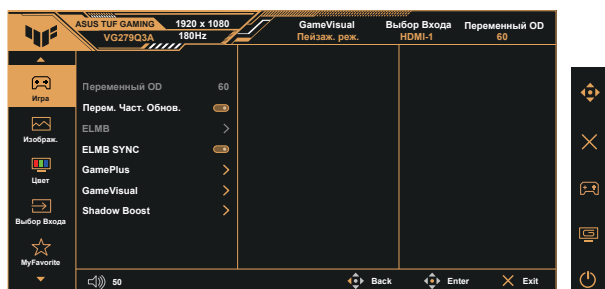 ASUS TUF GAMING 1920 x 1080 GameVisual Выбор Входа Переменный OD
VG279Q3A 180Hz Пейзаж. реж. HDMI-1 60
Игра
Изображ.
Цвет
Выбор Входа
MyFavorite
Переменный OD 60
Перем. Част. Обнов.
ELMB
ELMB SYNC
GamePlus
GameVisual
Shadow Boost
50 Back Enter Exit